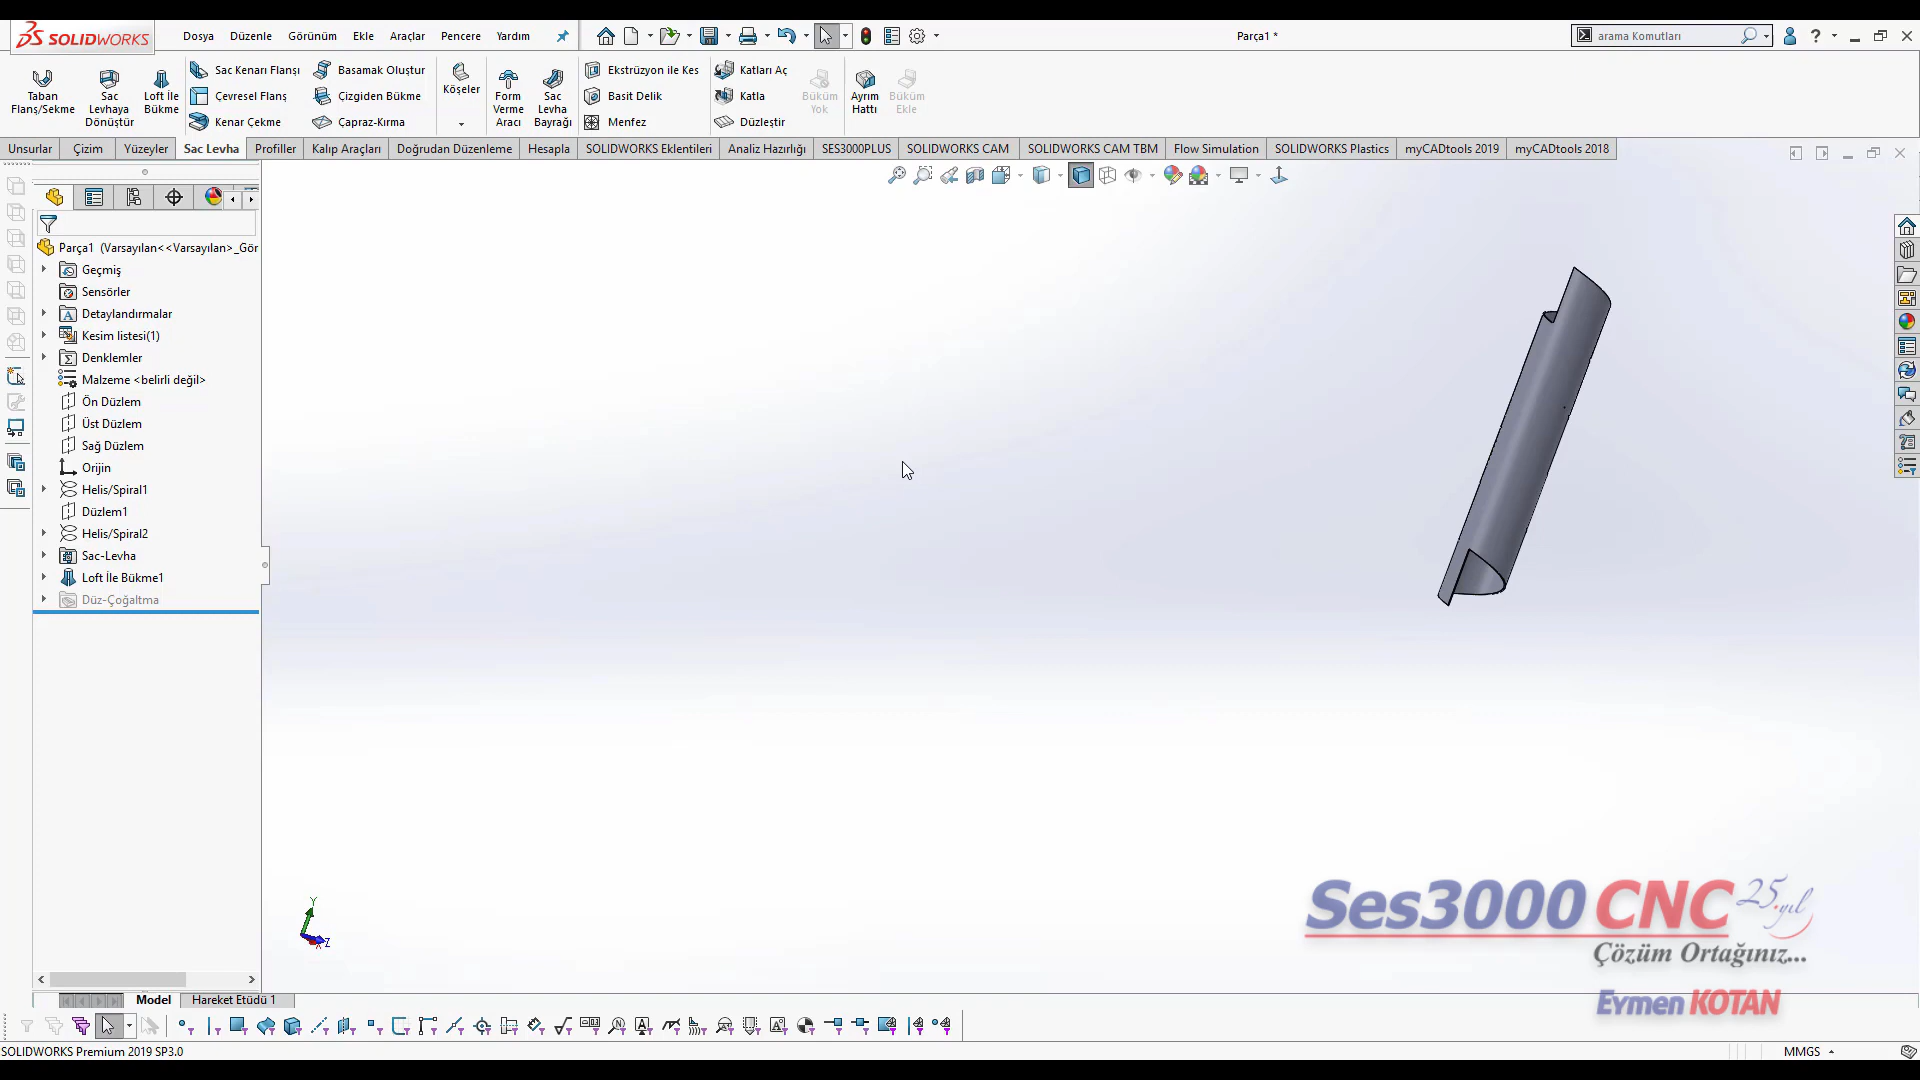 SOLIDWORKS
Dosya Düzenle Görünüm Ekle Araçlar Pencere Yardım
Parça1 *
arama Komutları
Taban Flanş/Sekme
Sac Levhaya Dönüştür
Loft İle Bükme
Sac Kenarı Flanşı
Çevresel Flanş
Kenar Çekme
Basamak Oluştur
Çizgiden Bükme
Çapraz-Kırma
Köşeler
Form Verme Aracı
Sac Levha Bayrağı
Ekstrüzyon ile Kes
Basit Delik
Menfez
Katları Aç
Katla
Düzleştir
Büküm Yok
Ayrım Hattı
Büküm Ekle
Unsurlar Çizim Yüzeyler Sac Levha Profiller Kalıp Araçları Doğrudan Düzenleme Hesapla SOLIDWORKS Eklentileri Analiz Hazırlığı SES3000PLUS SOLIDWORKS CAM SOLIDWORKS CAM TBM Flow Simulation SOLIDWORKS Plastics myCADtools 2019 myCADtools 2018
Parça1 (Varsayılan<<Varsayılan>_Gör
Geçmiş
Sensörler
Detaylandırmalar
Kesim listesi(1)
Denklemler
Malzeme <belirli değil>
Ön Düzlem
Üst Düzlem
Sağ Düzlem
Orijin
Helis/Spiral1
Düzlem1
Helis/Spiral2
Sac-Levha
Loft İle Bükme1
Düz-Çoğaltma
Y
Z
Ses3000 CNC 25.yıl
Çözüm Ortağınız...
Eymen KOTAN
Model Hareket Etüdü 1
SOLIDWORKS Premium 2019 SP3.0
MMGS